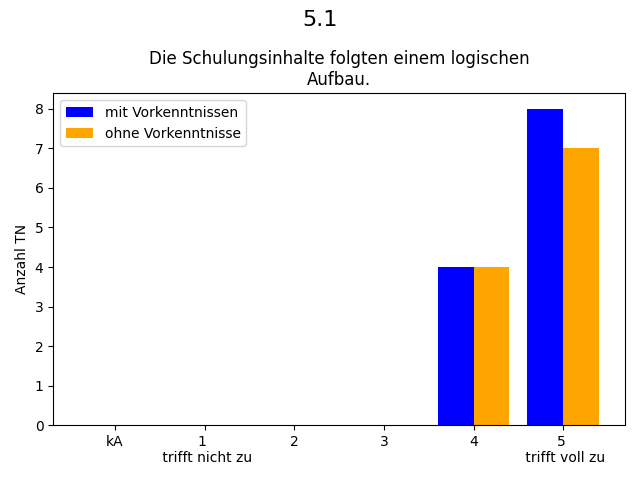 5.1
Die Schulungsinhalte folgten einem logischen
Aufbau.
mit Vorkenntnissen
ohne Vorkenntnisse
Anzahl TN
8
7
6
5
4
3
2
1
0
kA 1 2 3 4 5
trifft nicht zu trifft voll zu